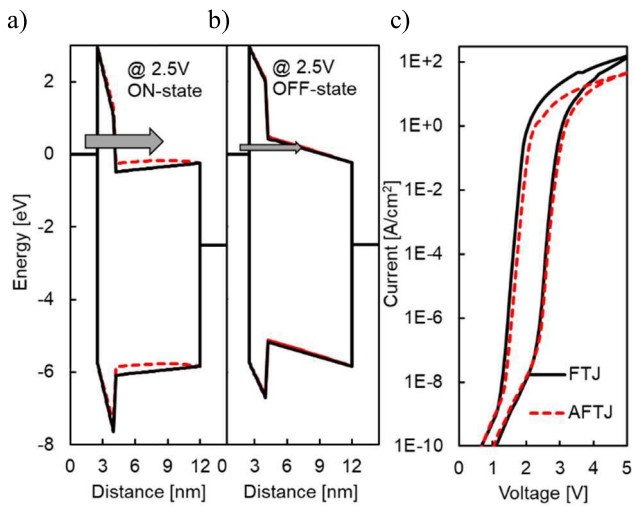 a) b) c)
@ 2.5V
ON-state
@ 2.5V
OFF-state
Energy [eV]
2
0
-2
-4
-6
-8
0 3 6 9 12
Distance [nm]
0 3 6 9 12
Distance [nm]
Current [A/cm²]
1E+2
1E+0
1E-2
1E-4
1E-6
1E-8
1E-10
FTJ
AFTJ
0 1 2 3 4 5
Voltage [V]